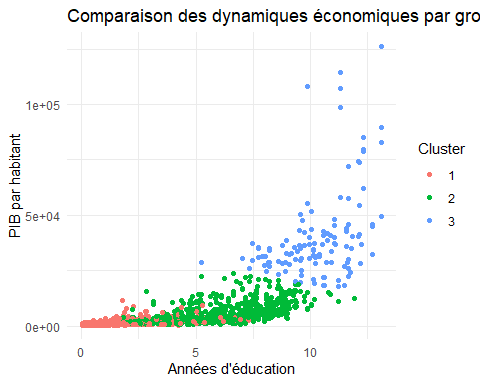 Comparaison des dynamiques économiques par gro
PIB par habitant
1e+05
5e+04
0e+00
0
5
10
Années d'éducation
Cluster
1
2
3